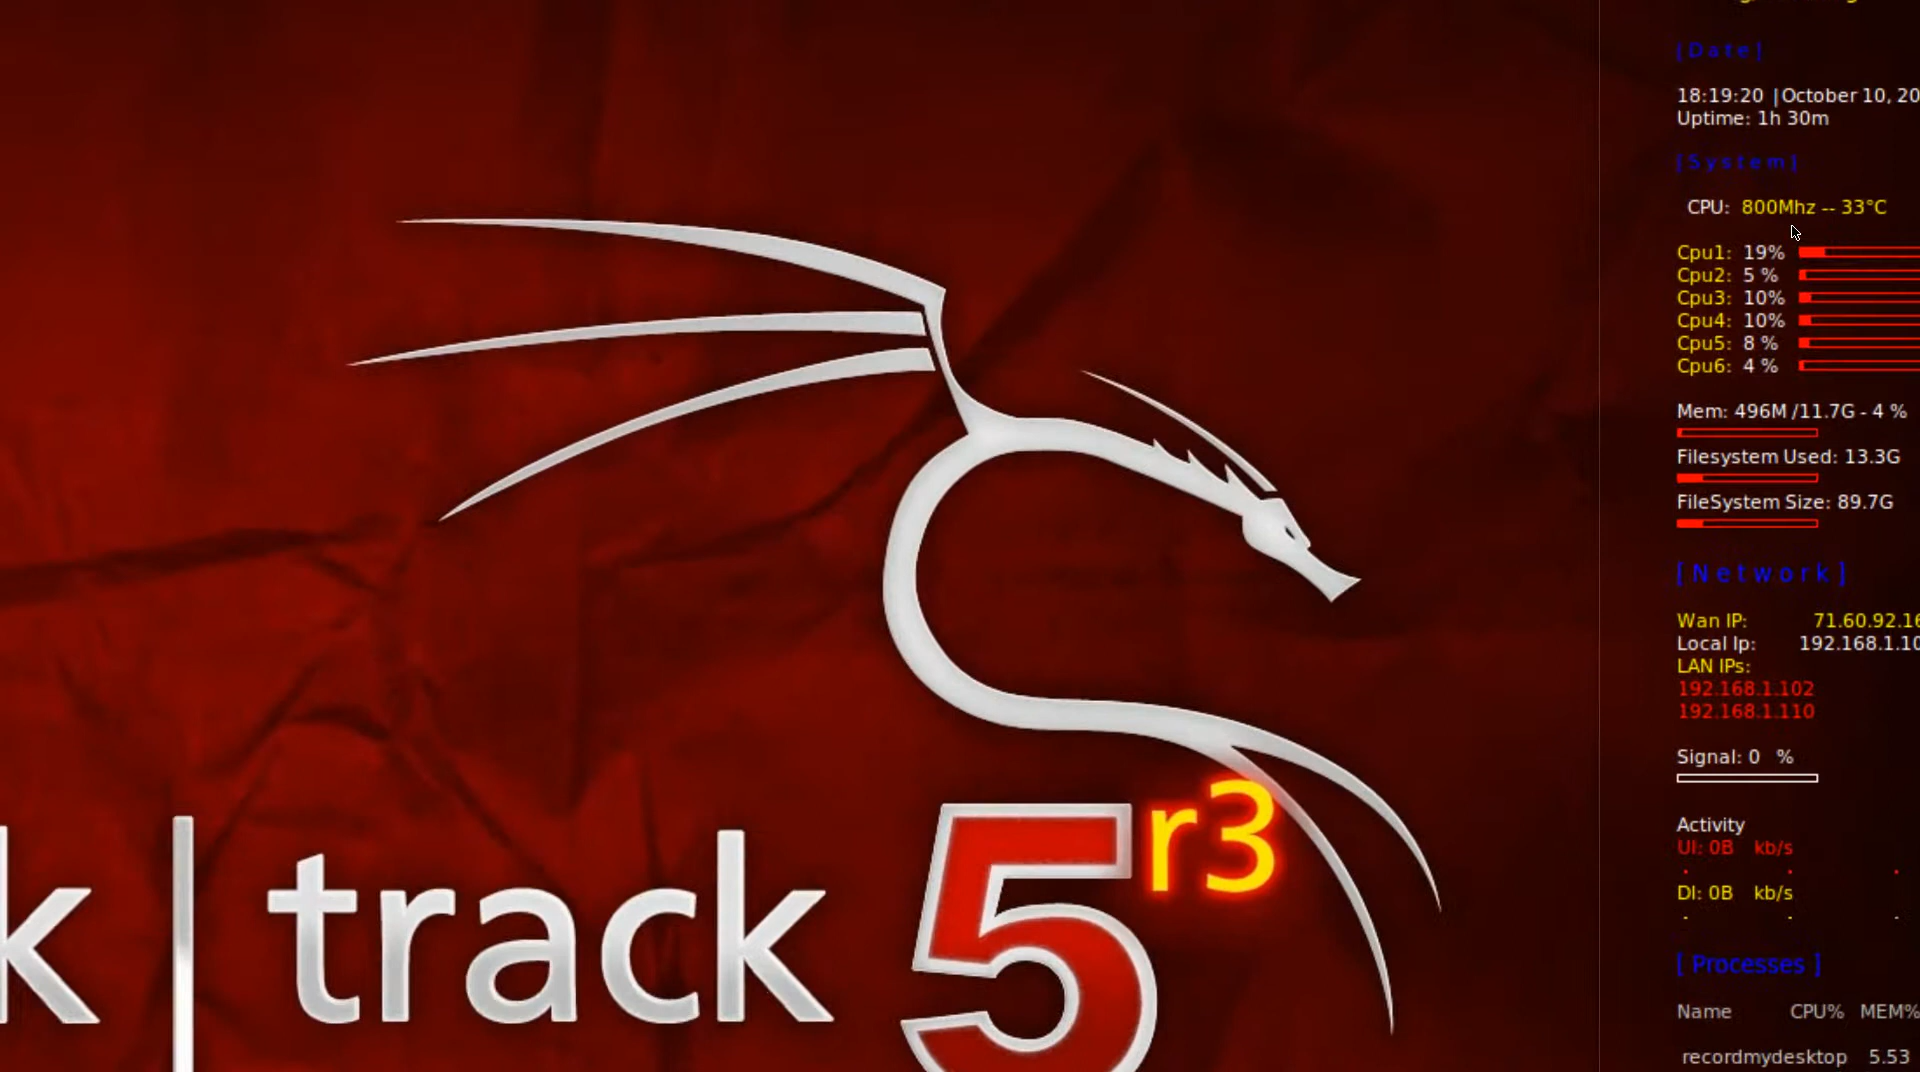 [ D a t e ]
18:19:20 | October 10, 20
Uptime: 1h 30m
[ S y s t e m ]
CPU: 800Mhz -- 33°C
Cpu1: 19%
Cpu2: 5 %
Cpu3: 10%
Cpu4: 10%
Cpu5: 8 %
Cpu6: 4 %
Mem: 496M /11.7G - 4 %
Filesystem Used: 13.3G
FileSystem Size: 89.7G
[ N e t w o r k ]
Wan IP: 71.60.92.16
Local Ip: 192.168.1.10
LAN IPs:
192.168.1.102
192.168.1.110
Signal: 0 %
Activity
Ul: 0B kb/s
Dl: 0B kb/s
[ Processes ]
Name CPU% MEM%
recordmydesktop 5.53
k | track 5 r3